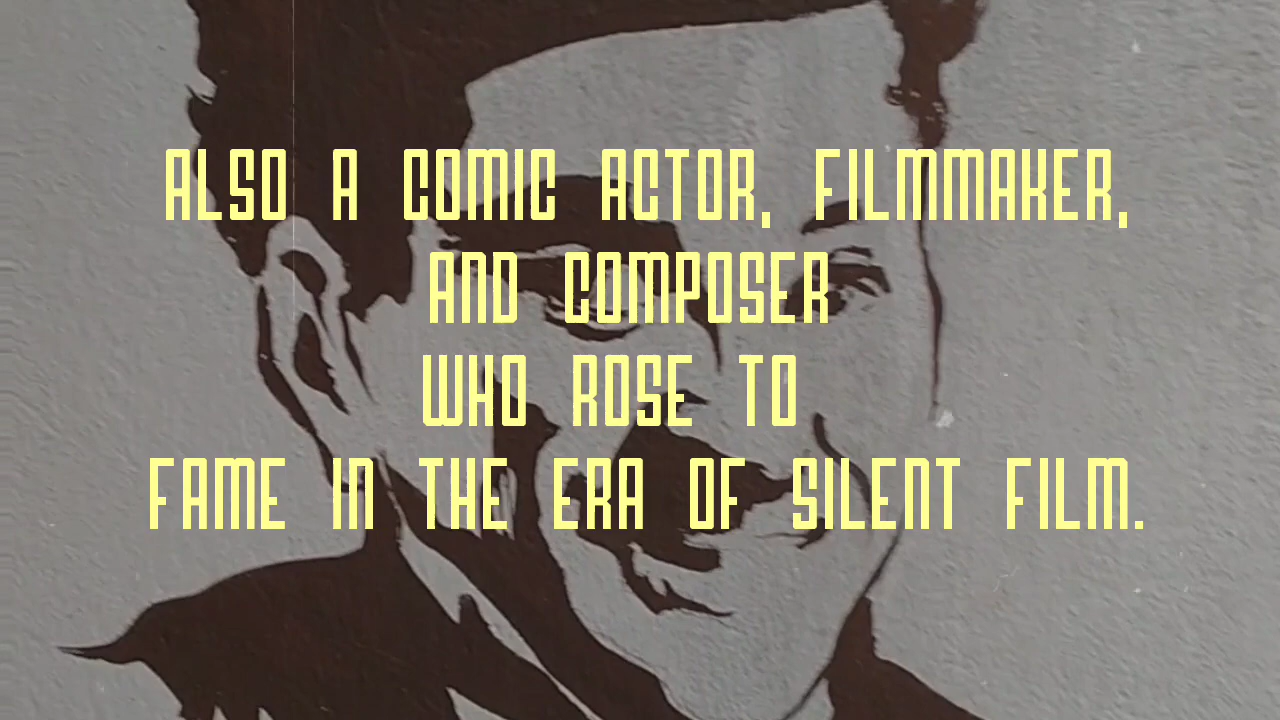 ALSO A COMIC ACTOR, FILMMAKER,
AND COMPOSER
WHO ROSE TO
FAME IN THE ERA OF SILENT FILM.